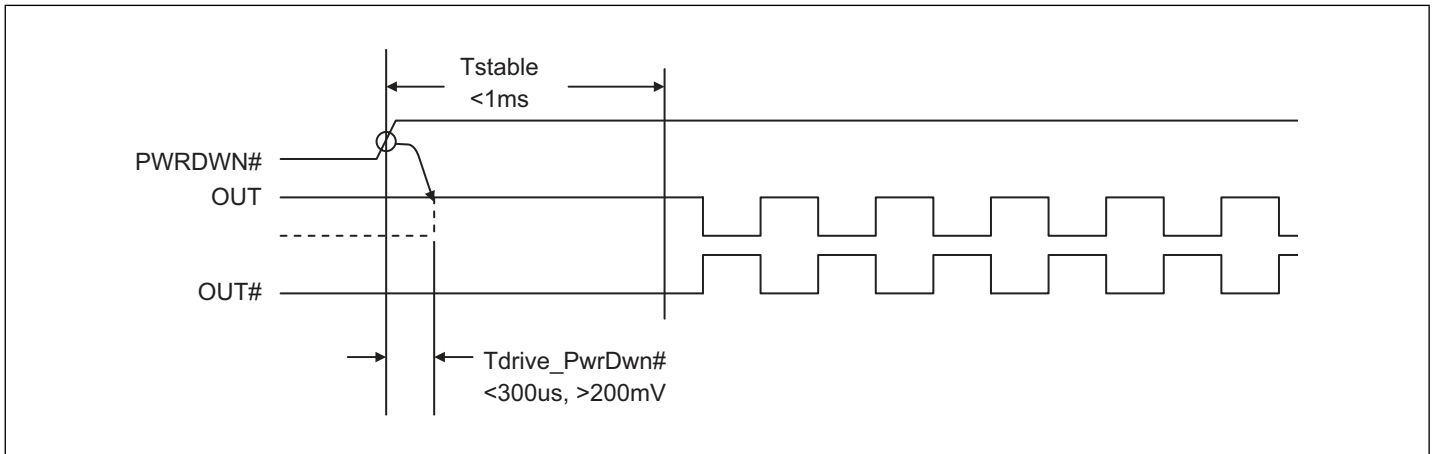 Tstable
<1ms
PWRDWN#
OUT
OUT#
Tdrive_PwrDwn#
<300us, >200mV